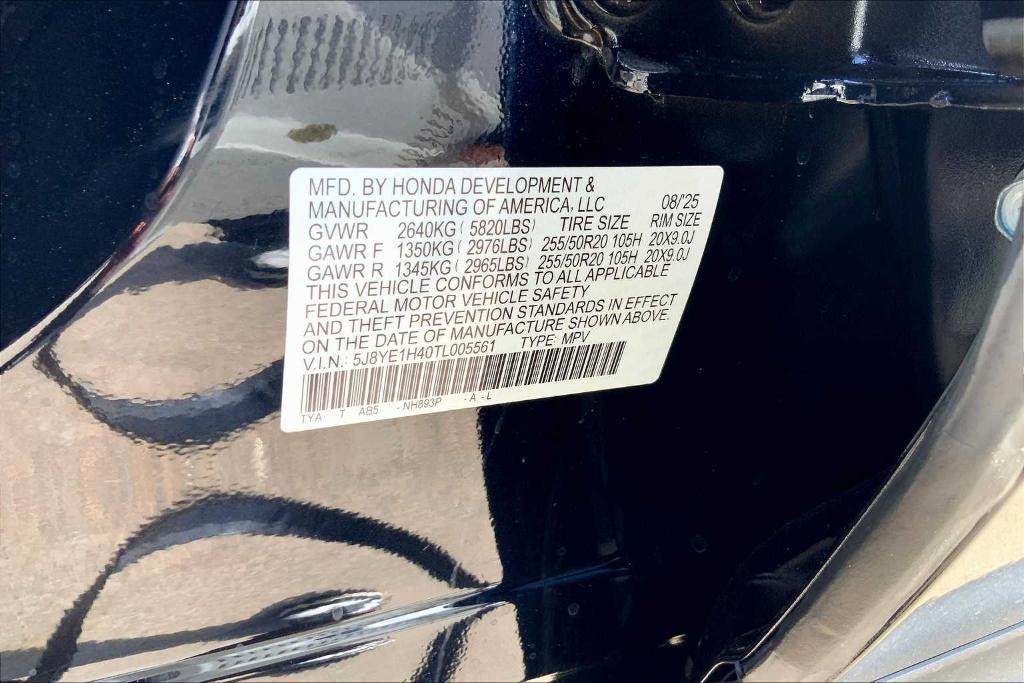 MFD. BY HONDA DEVELOPMENT &
MANUFACTURING OF AMERICA, LLC 08/'25
GVWR 2640KG ( 5820LBS) TIRE SIZE RIM SIZE
GAWR F 1350KG ( 2976LBS) 255/50R20 105H 20X9.0J
GAWR R 1345KG ( 2965LBS) 255/50R20 105H 20X9.0J
THIS VEHICLE CONFORMS TO ALL APPLICABLE
FEDERAL MOTOR VEHICLE SAFETY
AND THEFT PREVENTION STANDARDS IN EFFECT
ON THE DATE OF MANUFACTURE SHOWN ABOVE.
V.I.N.: 5J8YE1H40TL005561 TYPE: MPV
TYA T AB5 - NH893P - A - L